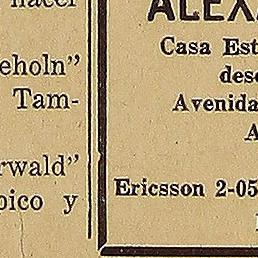 hacer
eholn”
Tam-
rwald”
pico y
ALEX
Casa Est
des
Avenida
A
Ericsson 2-05